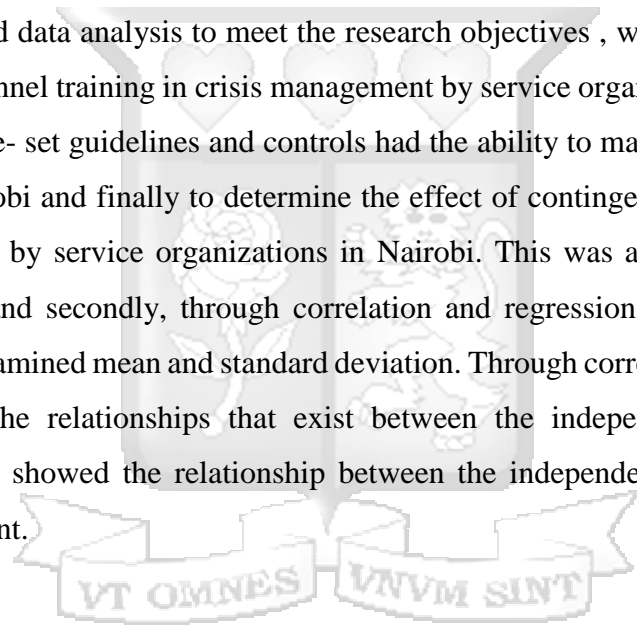 d data analysis to meet the research objectives , w
nnel training in crisis management by service organ
e- set guidelines and controls had the ability to ma
obi and finally to determine the effect of continge
by service organizations in Nairobi. This was a
nd secondly, through correlation and regression
amined mean and standard deviation. Through corre
he relationships that exist between the indepe
showed the relationship between the independe
nt.
VT OMNES VNVM SINT